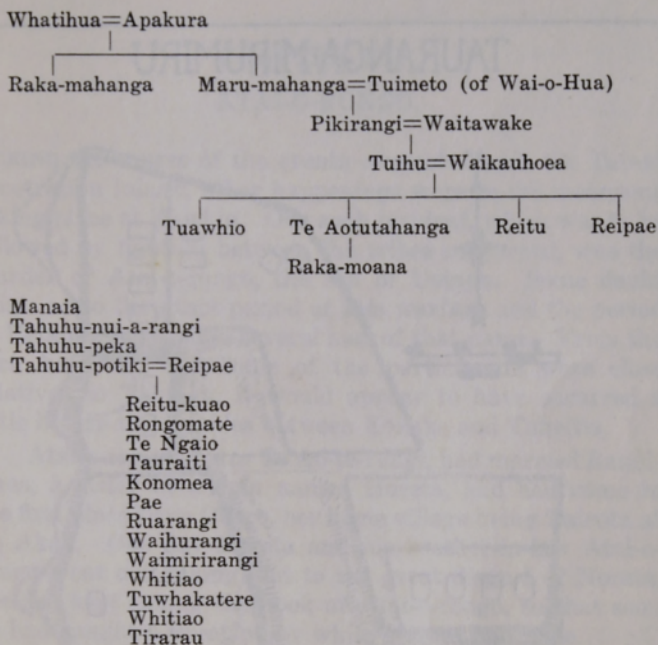 Whatihua=Apakura
Raka-mahanga Maru-mahanga=Tuimeto (of Wai-o-Hua)
Pikirangi=Waitawake
Tuihu=Waikauhoea
Tuawhio Te Aotutahanga Reitu Reipae
Raka-moana
Manaia
Tahuhu-nui-a-rangi
Tahuhu-peka
Tahuhu-potiki=Reipae
Reitu-kuao
Rongomate
Te Ngaio
Tauraiti
Konomea
Pae
Ruarangi
Waihurangi
Waimirirangi
Whitiao
Tuwhakatere
Whitiao
Tirarau